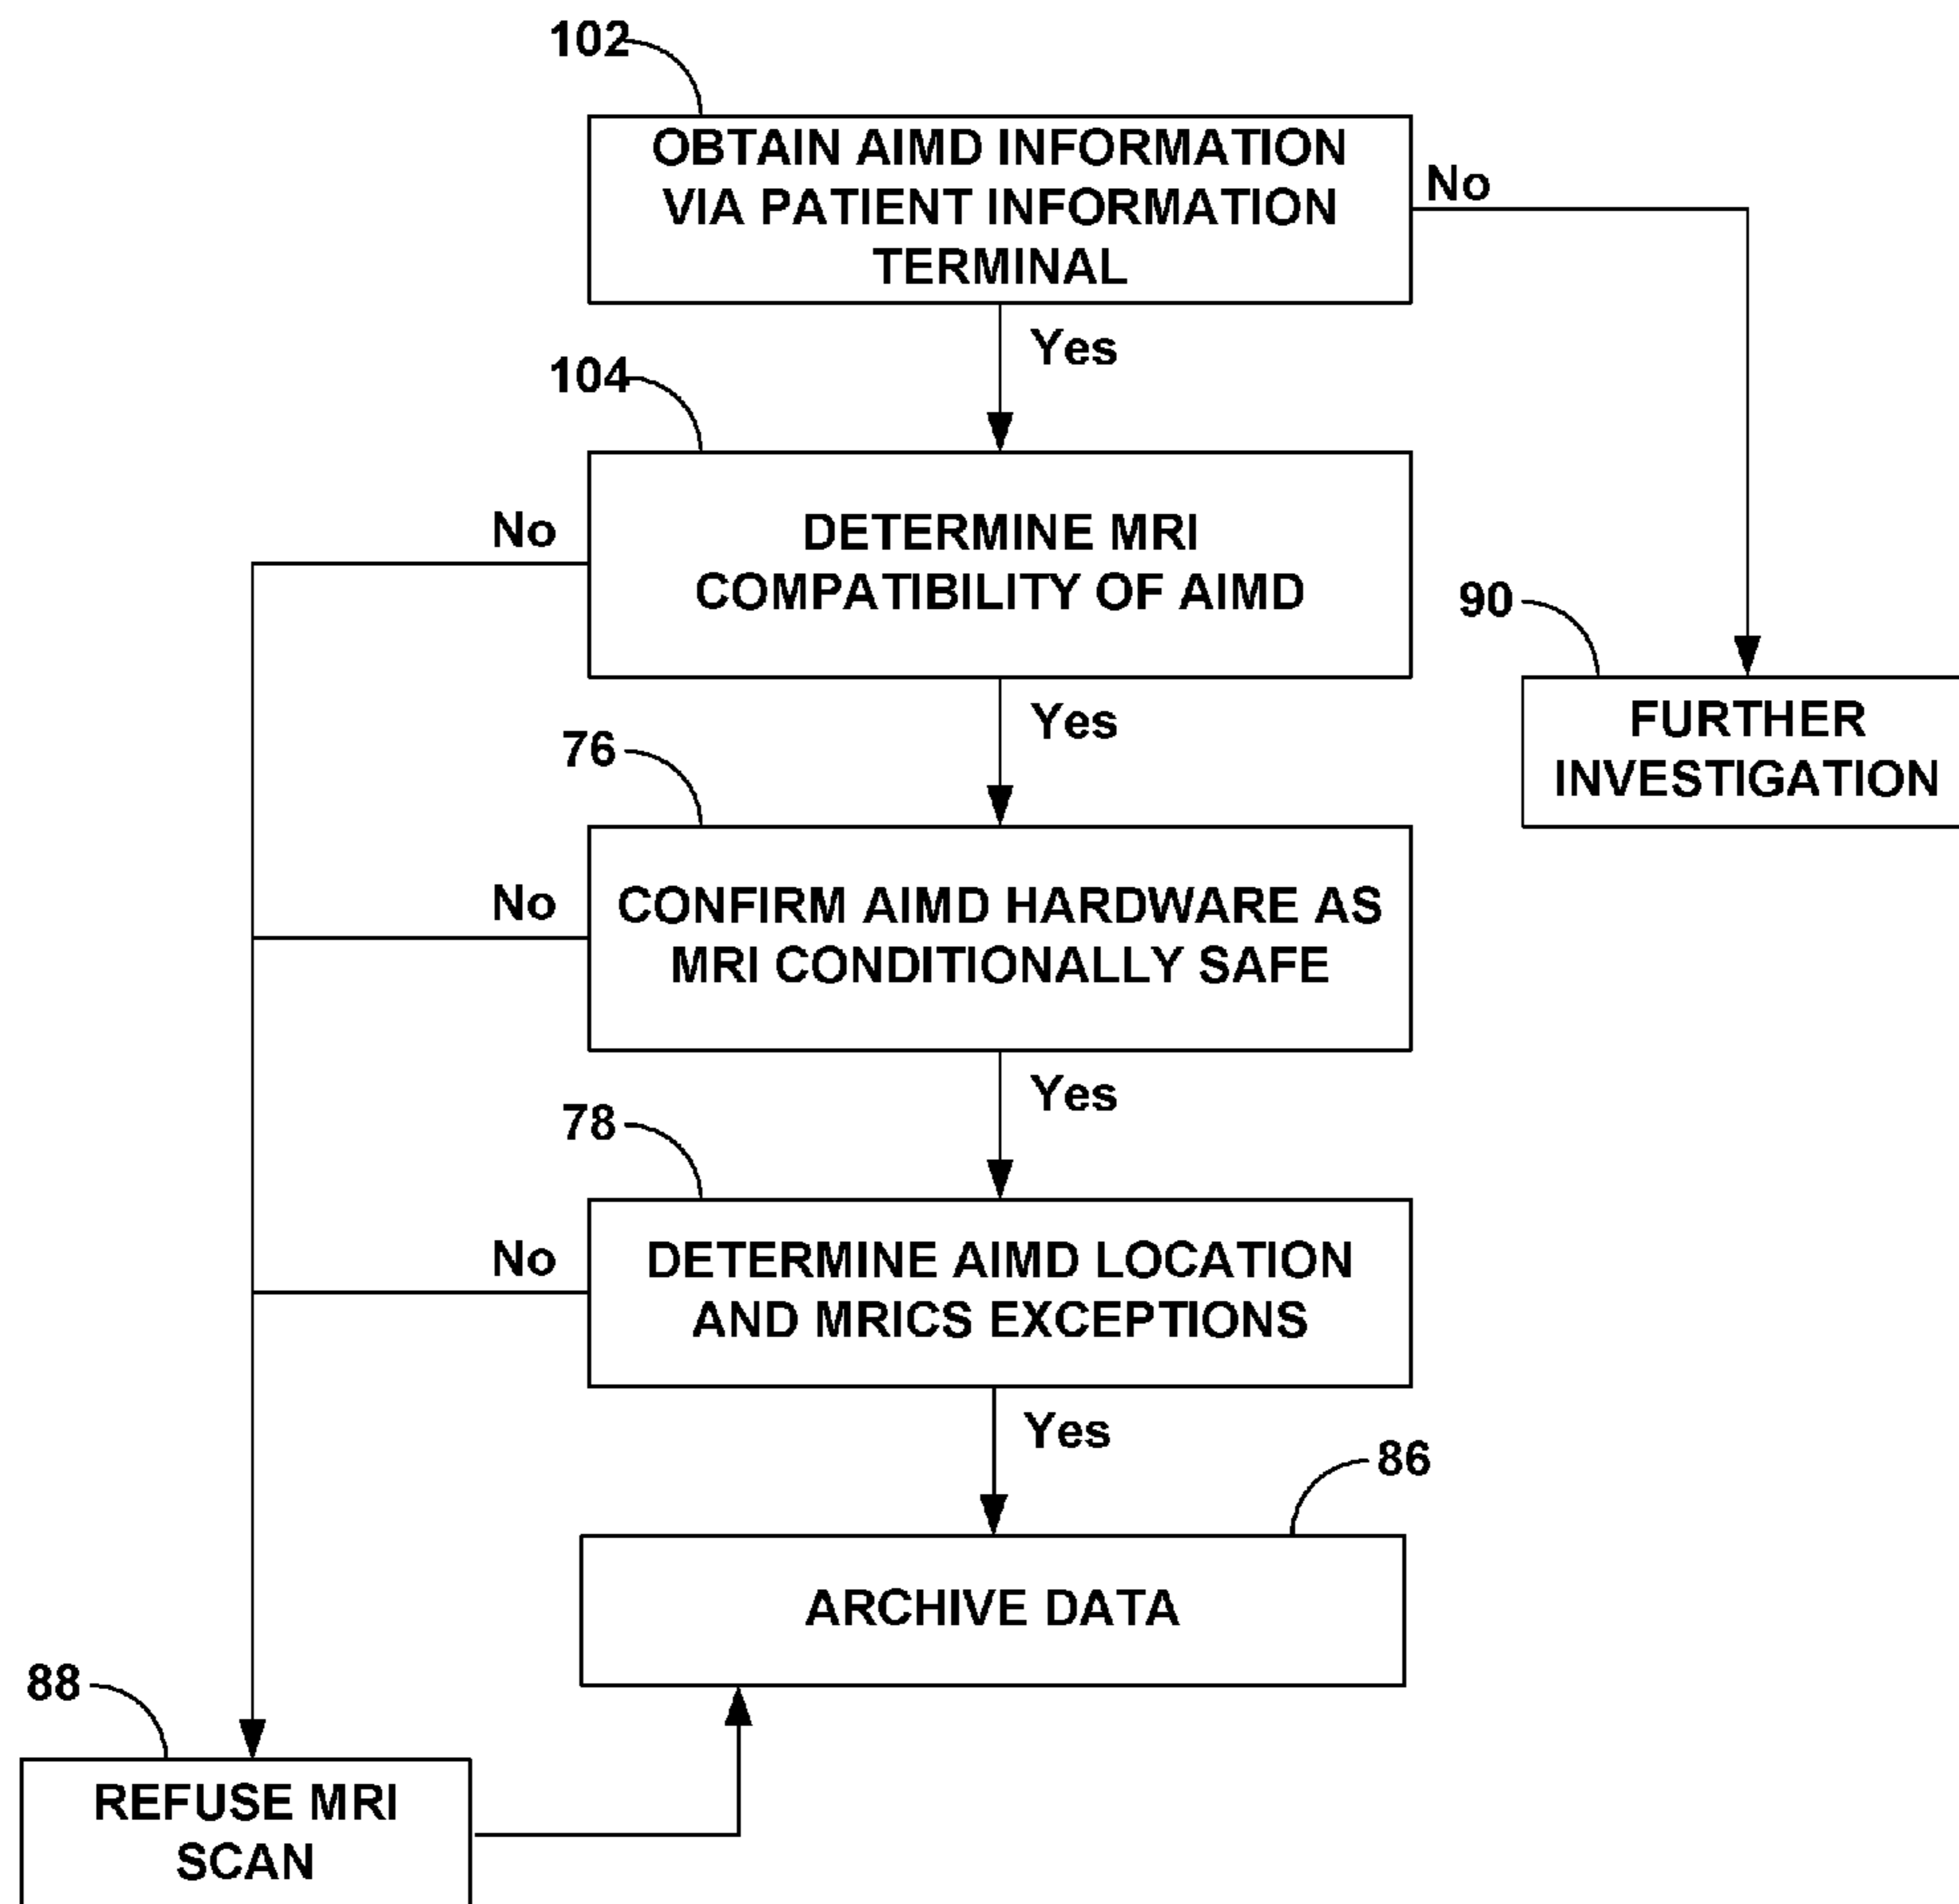 102
OBTAIN AIMD INFORMATION
VIA PATIENT INFORMATION
TERMINAL
No
Yes
104
No
DETERMINE MRI
COMPATIBILITY OF AIMD
90
FURTHER
INVESTIGATION
Yes
76
No
CONFIRM AIMD HARDWARE AS
MRI CONDITIONALLY SAFE
Yes
78
No
DETERMINE AIMD LOCATION
AND MRICS EXCEPTIONS
Yes
86
ARCHIVE DATA
88
REFUSE MRI
SCAN